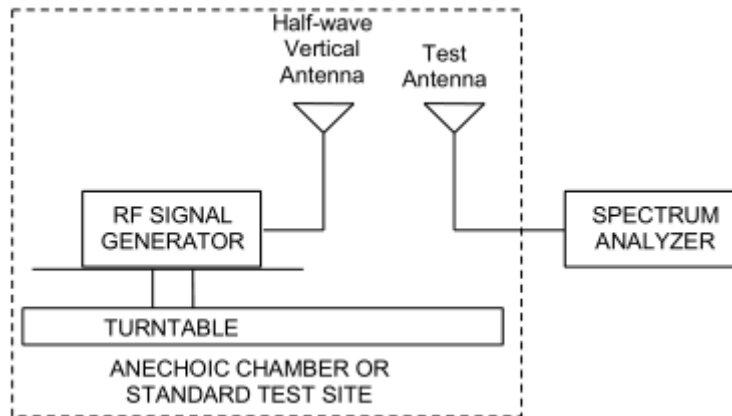 Half-wave
Vertical
Antenna
Test
Antenna
RF SIGNAL
GENERATOR
SPECTRUM
ANALYZER
TURNTABLE
ANECHOIC CHAMBER OR
STANDARD TEST SITE